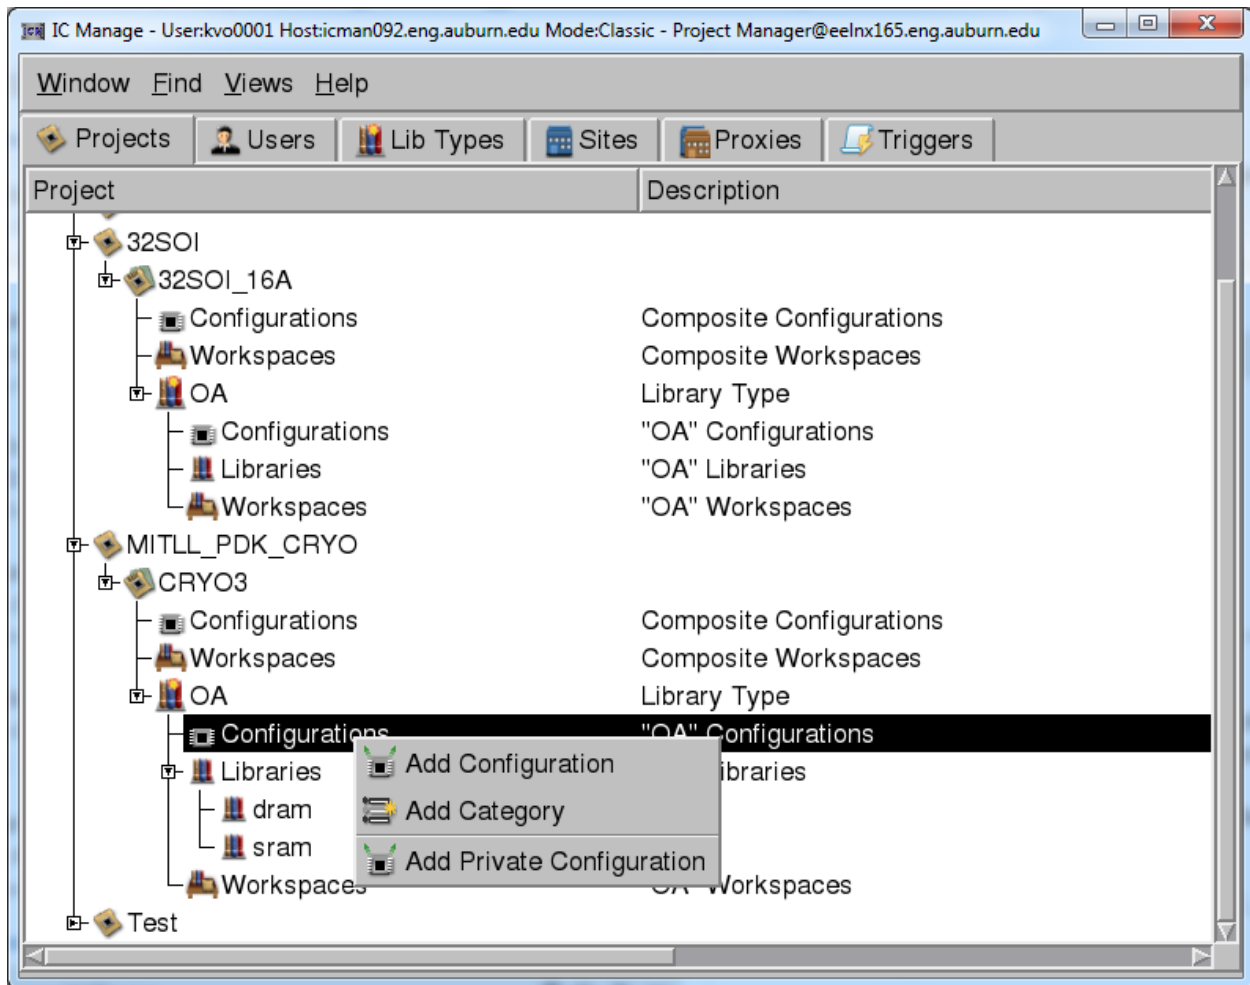 IC Manage - User:kvo0001 Host:icman092.eng.auburn.edu Mode:Classic - Project Manager@eelnx165.eng.auburn.edu
Window Find Views Help
Projects Users Lib Types Sites Proxies Triggers
Project Description
32SOI
32SOI_16A
Configurations Composite Configurations
Workspaces Composite Workspaces
OA Library Type
Configurations "OA" Configurations
Libraries "OA" Libraries
Workspaces "OA" Workspaces
MITLL_PDK_CRYO
CRYO3
Configurations Composite Configurations
Workspaces Composite Workspaces
OA Library Type
Configurations "OA" Configurations
Add Configuration
Libraries ibraries
dram Add Category
sram Add Private Configuration
Workspaces "OA" Workspaces
Test